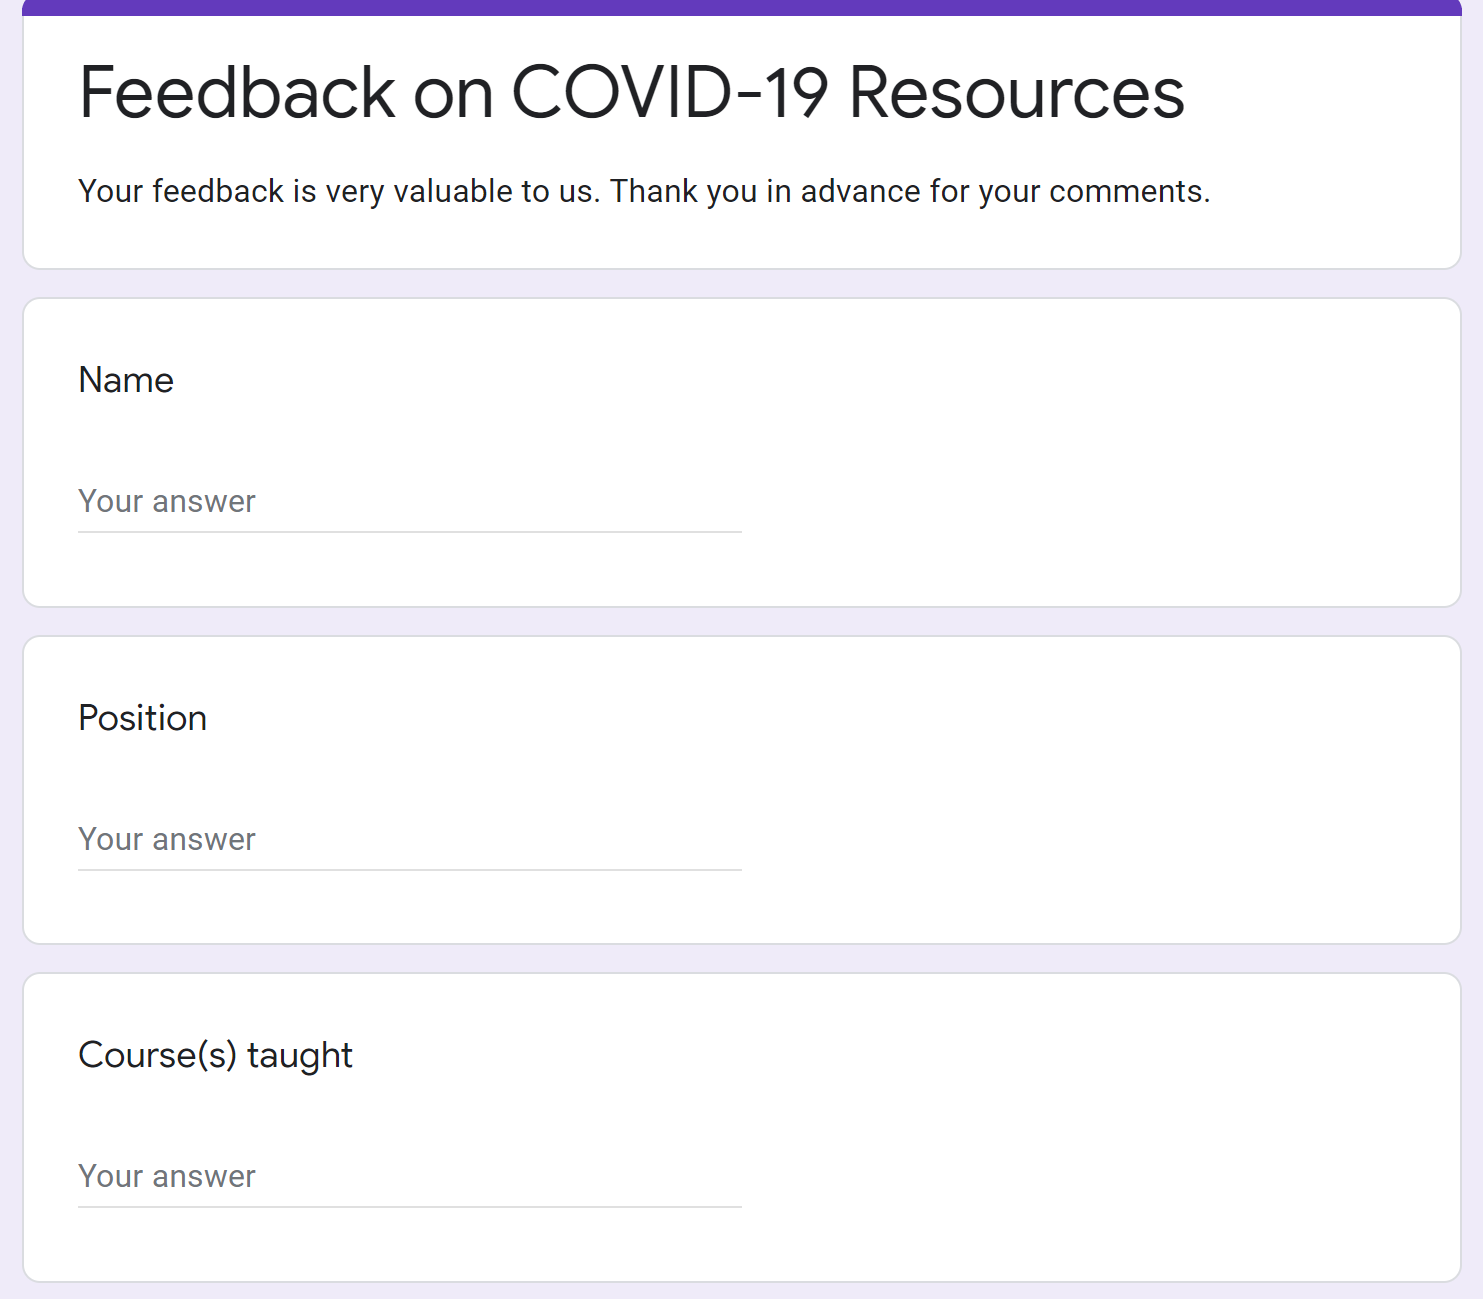 Feedback on COVID-19 Resources
Your feedback is very valuable to us. Thank you in advance for your comments.
Name
Your answer
Position
Your answer
Course(s) taught
Your answer